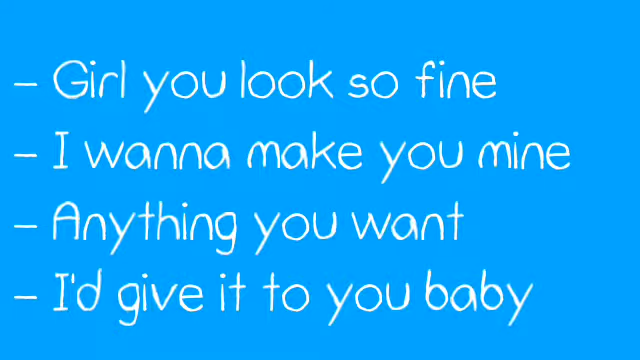 - Girl you look so fine
- I wanna make you mine
- Anything you want
- I'd give it to you baby